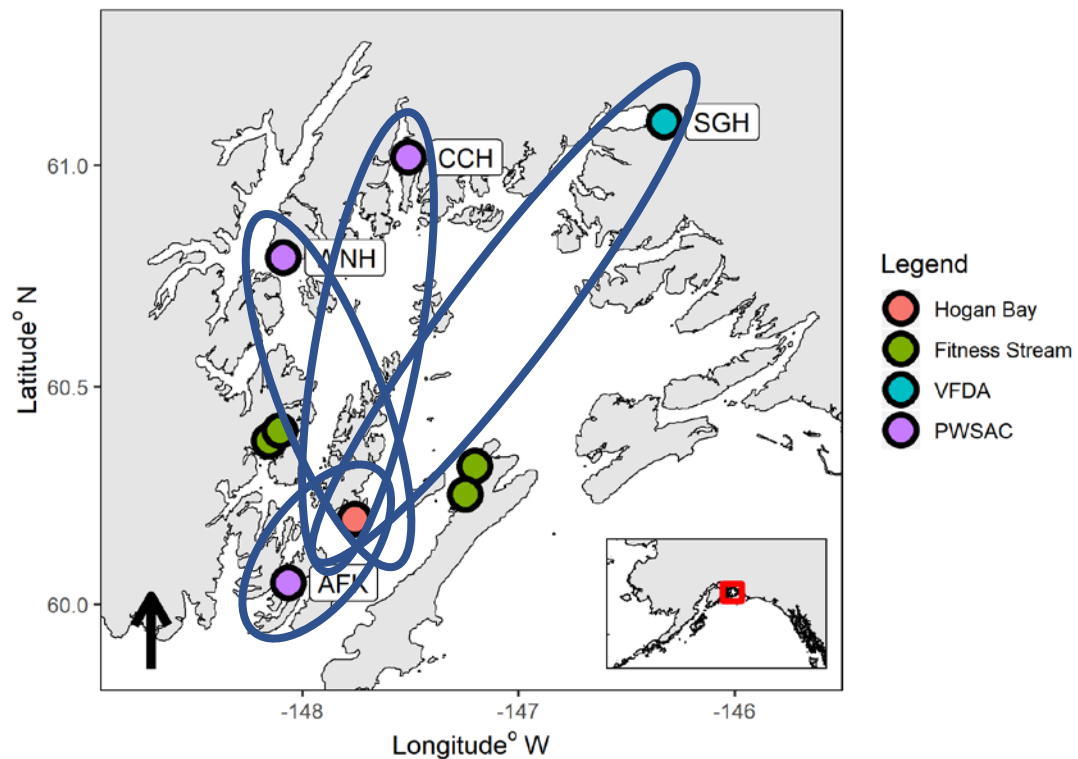 SGH
CCH
WNH
AFK
61.0
60.5
60.0
Latitude° N
-148
-147
-146
Longitude° W
Legend
Hogan Bay
Fitness Stream
VFDA
PWSAC